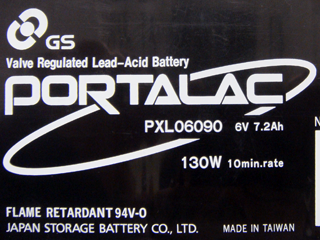 GS
Valve Regulated Lead-Acid Battery
PORTALAC
PXL06090 6V 7.2Ah
130W 10min.rate
FLAME RETARDANT 94V-0
JAPAN STORAGE BATTERY CO., LTD. MADE IN TAIWAN